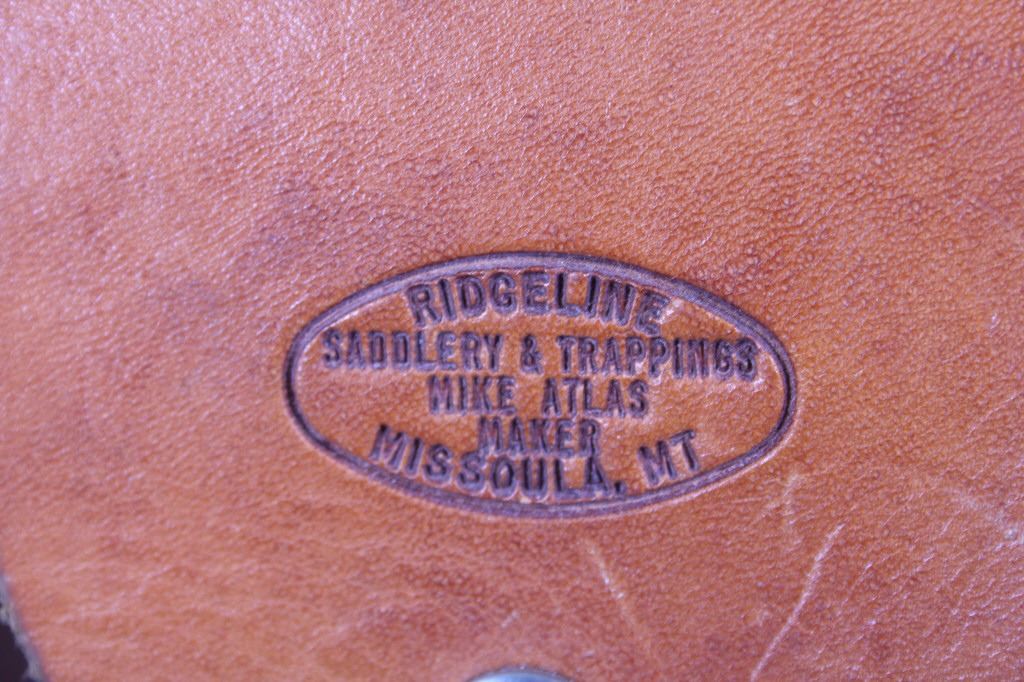 RIDGELINE
SADDLERY & TRAPPINGS
MIKE ATLAS
MAKER
MISSOULA, MT